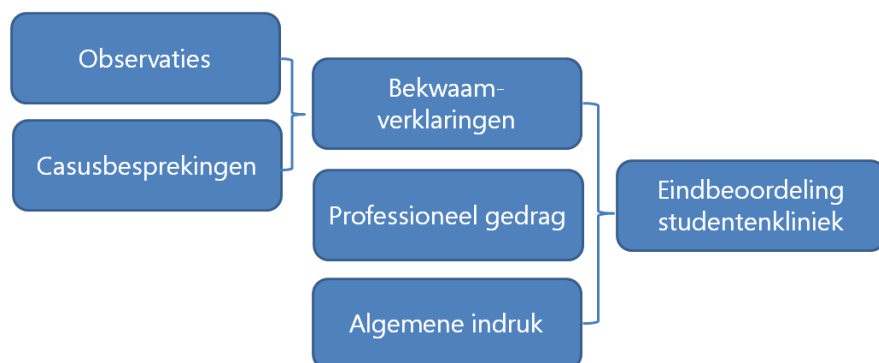 Observaties
Casusbesprekingen
Bekwaam-
verklaringen
Professioneel gedrag
Algemene indruk
Eindbeoordeling
studentenkliniek